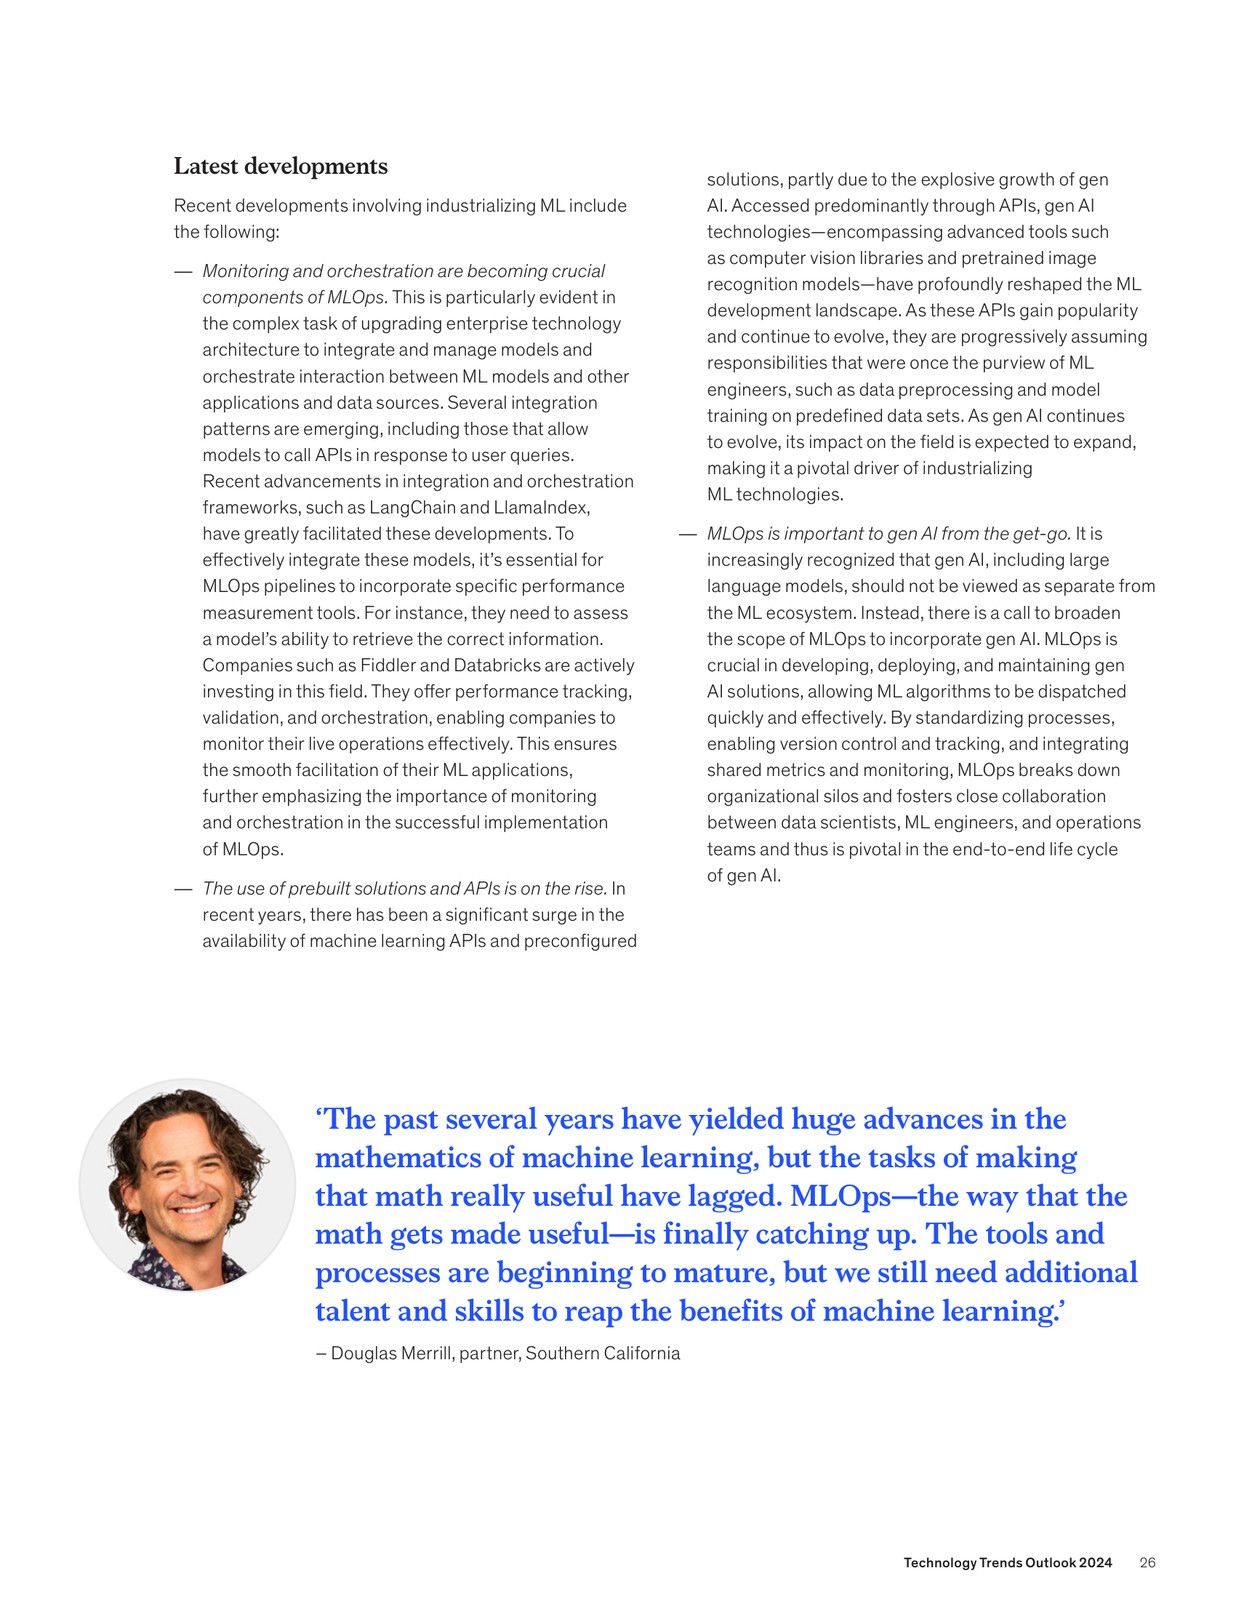 Latest developments
Recent developments involving industrializing ML include
the following:
— Monitoring and orchestration are becoming crucial
components of MLOps. This is particularly evident in
the complex task of upgrading enterprise technology
architecture to integrate and manage models and
orchestrate interaction between ML models and other
applications and data sources. Several integration
patterns are emerging, including those that allow
models to call APIs in response to user queries.
Recent advancements in integration and orchestration
frameworks, such as LangChain and LlamaIndex,
have greatly facilitated these developments. To
effectively integrate these models, it’s essential for
MLOps pipelines to incorporate specific performance
measurement tools. For instance, they need to assess
a model’s ability to retrieve the correct information.
Companies such as Fiddler and Databricks are actively
investing in this field. They offer performance tracking,
validation, and orchestration, enabling companies to
monitor their live operations effectively. This ensures
the smooth facilitation of their ML applications,
further emphasizing the importance of monitoring
and orchestration in the successful implementation
of MLOps.
— The use of prebuilt solutions and APIs is on the rise. In
recent years, there has been a significant surge in the
availability of machine learning APIs and preconfigured
solutions, partly due to the explosive growth of gen
AI. Accessed predominantly through APIs, gen AI
technologies—encompassing advanced tools such
as computer vision libraries and pretrained image
recognition models—have profoundly reshaped the ML
development landscape. As these APIs gain popularity
and continue to evolve, they are progressively assuming
responsibilities that were once the purview of ML
engineers, such as data preprocessing and model
training on predefined data sets. As gen AI continues
to evolve, its impact on the field is expected to expand,
making it a pivotal driver of industrializing
ML technologies.
— MLOps is important to gen AI from the get-go. It is
increasingly recognized that gen AI, including large
language models, should not be viewed as separate from
the ML ecosystem. Instead, there is a call to broaden
the scope of MLOps to incorporate gen AI. MLOps is
crucial in developing, deploying, and maintaining gen
AI solutions, allowing ML algorithms to be dispatched
quickly and effectively. By standardizing processes,
enabling version control and tracking, and integrating
shared metrics and monitoring, MLOps breaks down
organizational silos and fosters close collaboration
between data scientists, ML engineers, and operations
teams and thus is pivotal in the end-to-end life cycle
of gen AI.
‘The past several years have yielded huge advances in the
mathematics of machine learning, but the tasks of making
that math really useful have lagged. MLOps—the way that the
math gets made useful—is finally catching up. The tools and
processes are beginning to mature, but we still need additional
talent and skills to reap the benefits of machine learning.’
– Douglas Merrill, partner, Southern California
Technology Trends Outlook 2024 26